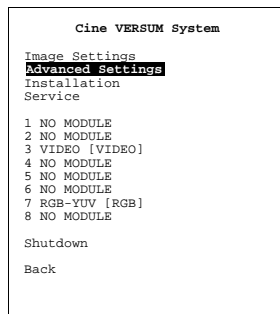 Cine VERSUM System
Image Settings
Advanced Settings
Installation
Service
1 NO MODULE
2 NO MODULE
3 VIDEO [VIDEO]
4 NO MODULE
5 NO MODULE
6 NO MODULE
7 RGB-YUV [RGB]
8 NO MODULE
Shutdown
Back